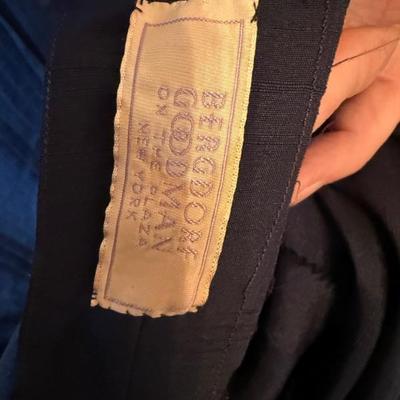 BERGDORF
GOODMAN
ON THE PLAZA
NEW YORK